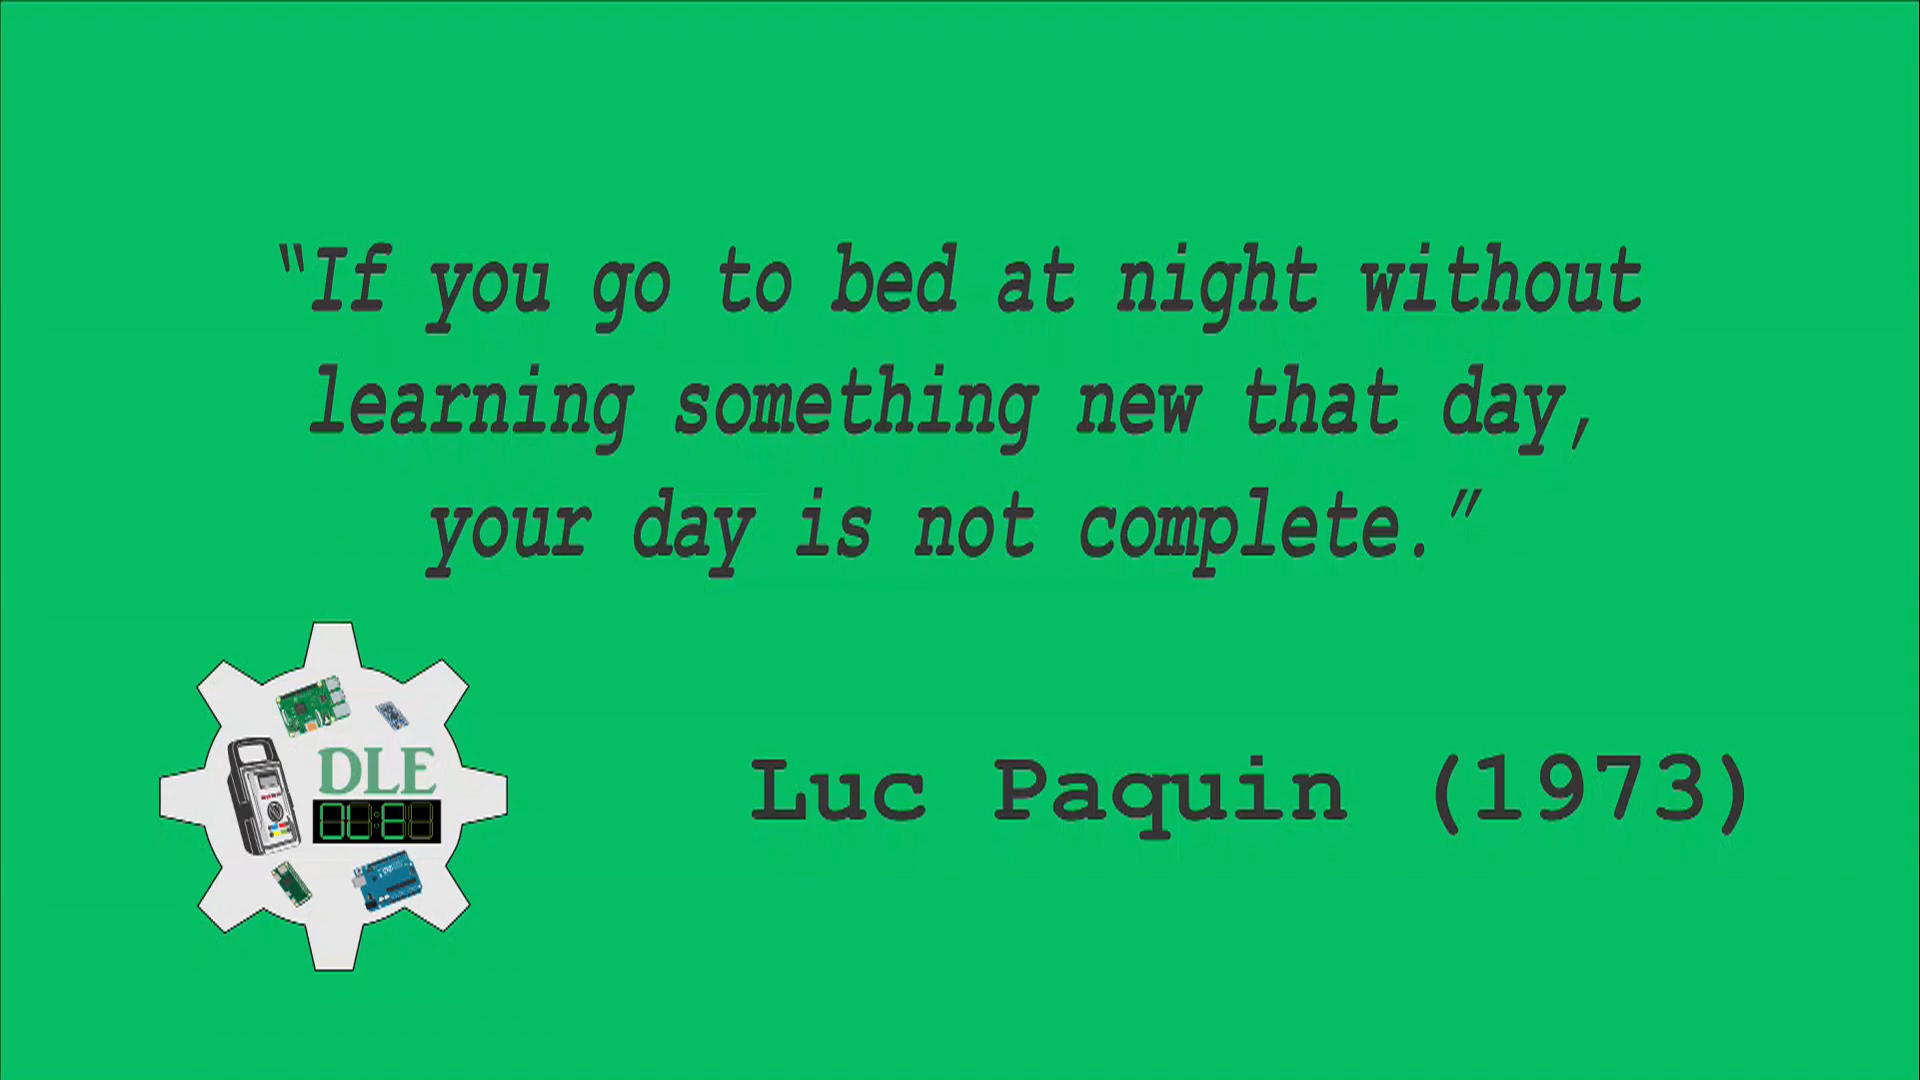 “If you go to bed at night without
learning something new that day,
your day is not complete.”
DLE
DLE
Luc Paquin (1973)